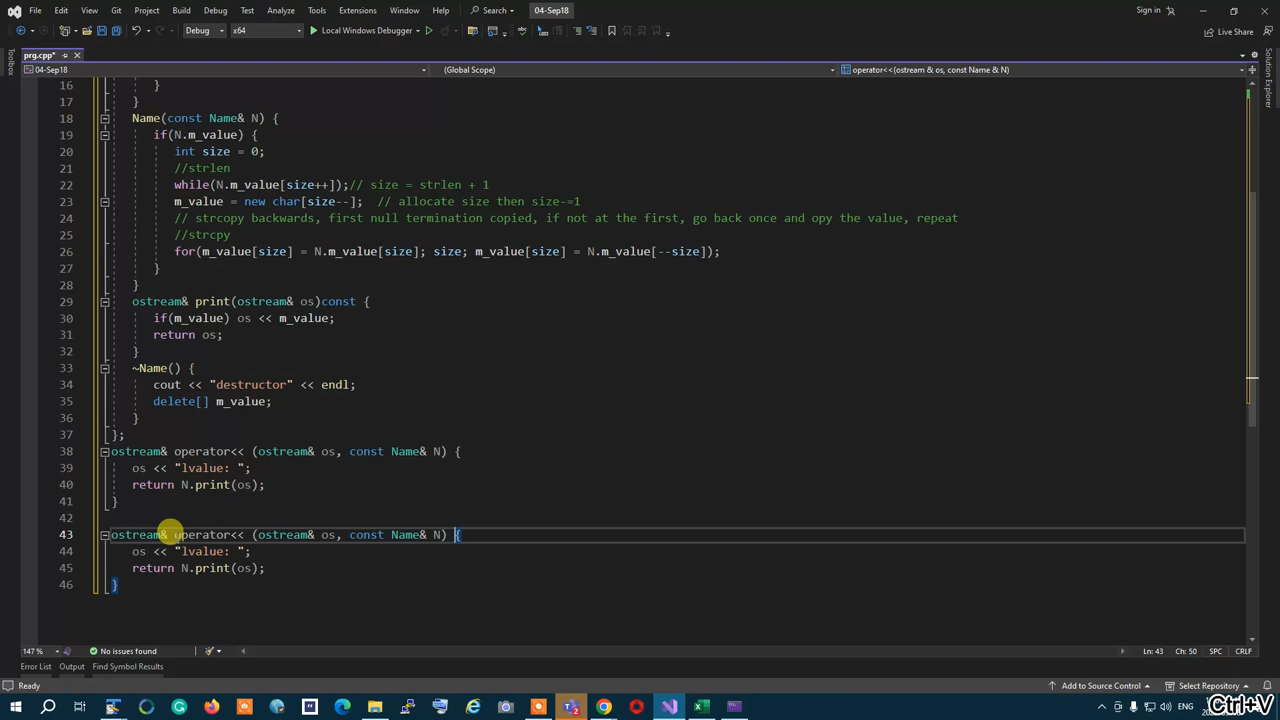 File Edit View Git Project Build Debug Test Analyze Tools Extensions Window Help Search 04-Sep18 Sign in
Debug x64 Local Windows Debugger Live Share
prg.cpp*
04-Sep18 (Global Scope) operator<<(ostream & os, const Name & N)
Toolbox
Solution Explorer
16 }
17 }
18 Name(const Name& N) {
19 if(N.m_value) {
20 int size = 0;
21 //strlen
22 while(N.m_value[size++]);// size = strlen + 1
23 m_value = new char[size--]; // allocate size then size-=1
24 // strcopy backwards, first null termination copied, if not at the first, go back once and opy the value, repeat
25 //strcpy
26 for(m_value[size] = N.m_value[size]; size; m_value[size] = N.m_value[--size]);
27 }
28 }
29 ostream& print(ostream& os)const {
30 if(m_value) os << m_value;
31 return os;
32 }
33 ~Name() {
34 cout << "destructor" << endl;
35 delete[] m_value;
36 }
37 };
38 ostream& operator<< (ostream& os, const Name& N) {
39 os << "lvalue: ";
40 return N.print(os);
41 }
42
43 ostream& operator<< (ostream& os, const Name& N) {
44 os << "lvalue: ";
45 return N.print(os);
46 }
147 % No issues found Ln: 43 Ch: 50 SPC CRLF
Error List Output Find Symbol Results
Ready Add to Source Control Select Repository
ENG
Ctrl+V